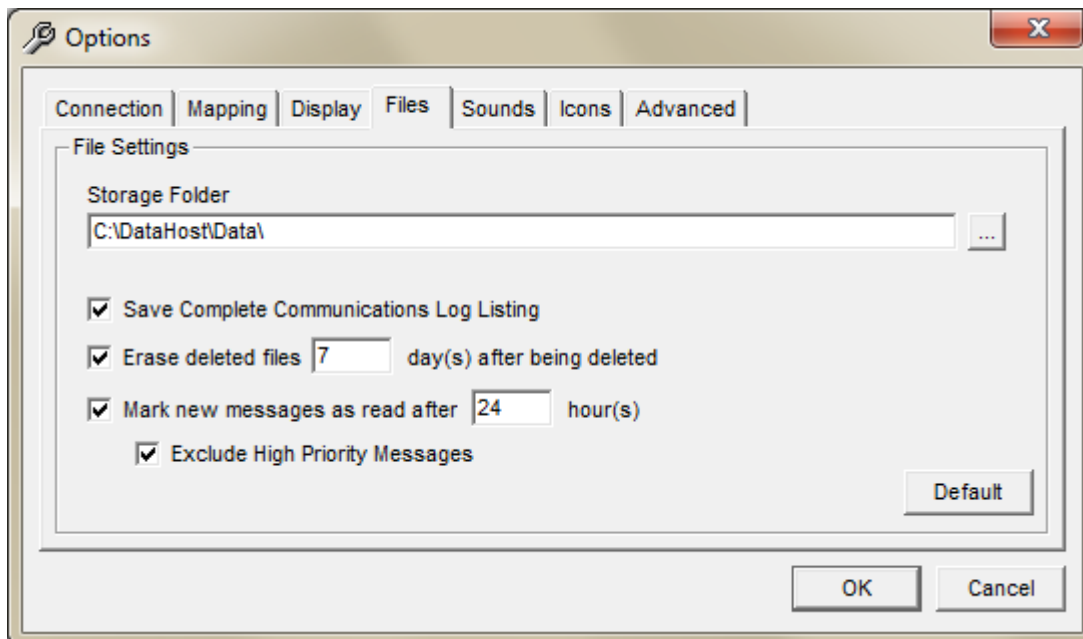 Options
x
Connection Mapping Display Files Sounds Icons Advanced
File Settings
Storage Folder
C:\DataHost\Data\ ...
Save Complete Communications Log Listing
Erase deleted files 7 day(s) after being deleted
Mark new messages as read after 24 hour(s)
Exclude High Priority Messages
Default
OK Cancel